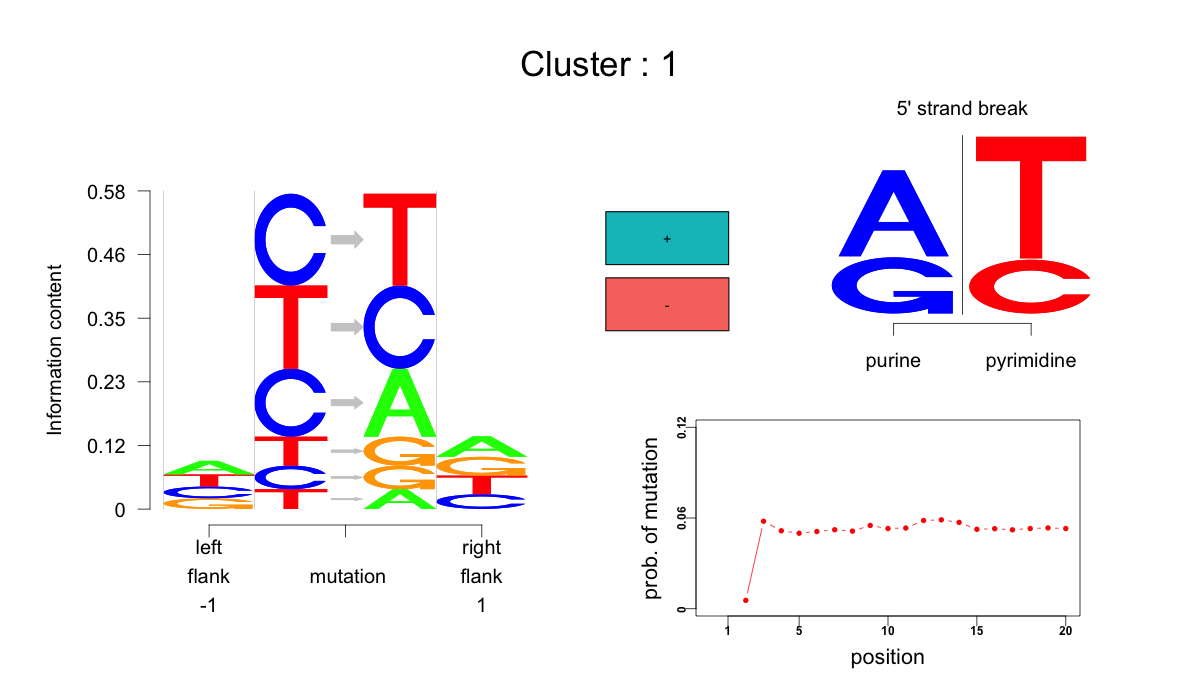 Cluster : 1
Information content
0.58
0.46
0.35
0.23
0.12
0
A
T
C
G
C T
T C
C A
T G
C G
T A
A
G
T
C
left
flank
-1
mutation
right
flank
1
+
-
5' strand break
A T
G C
purine pyrimidine
prob. of mutation
0.12
0.06
0
1 5 10 15 20
position